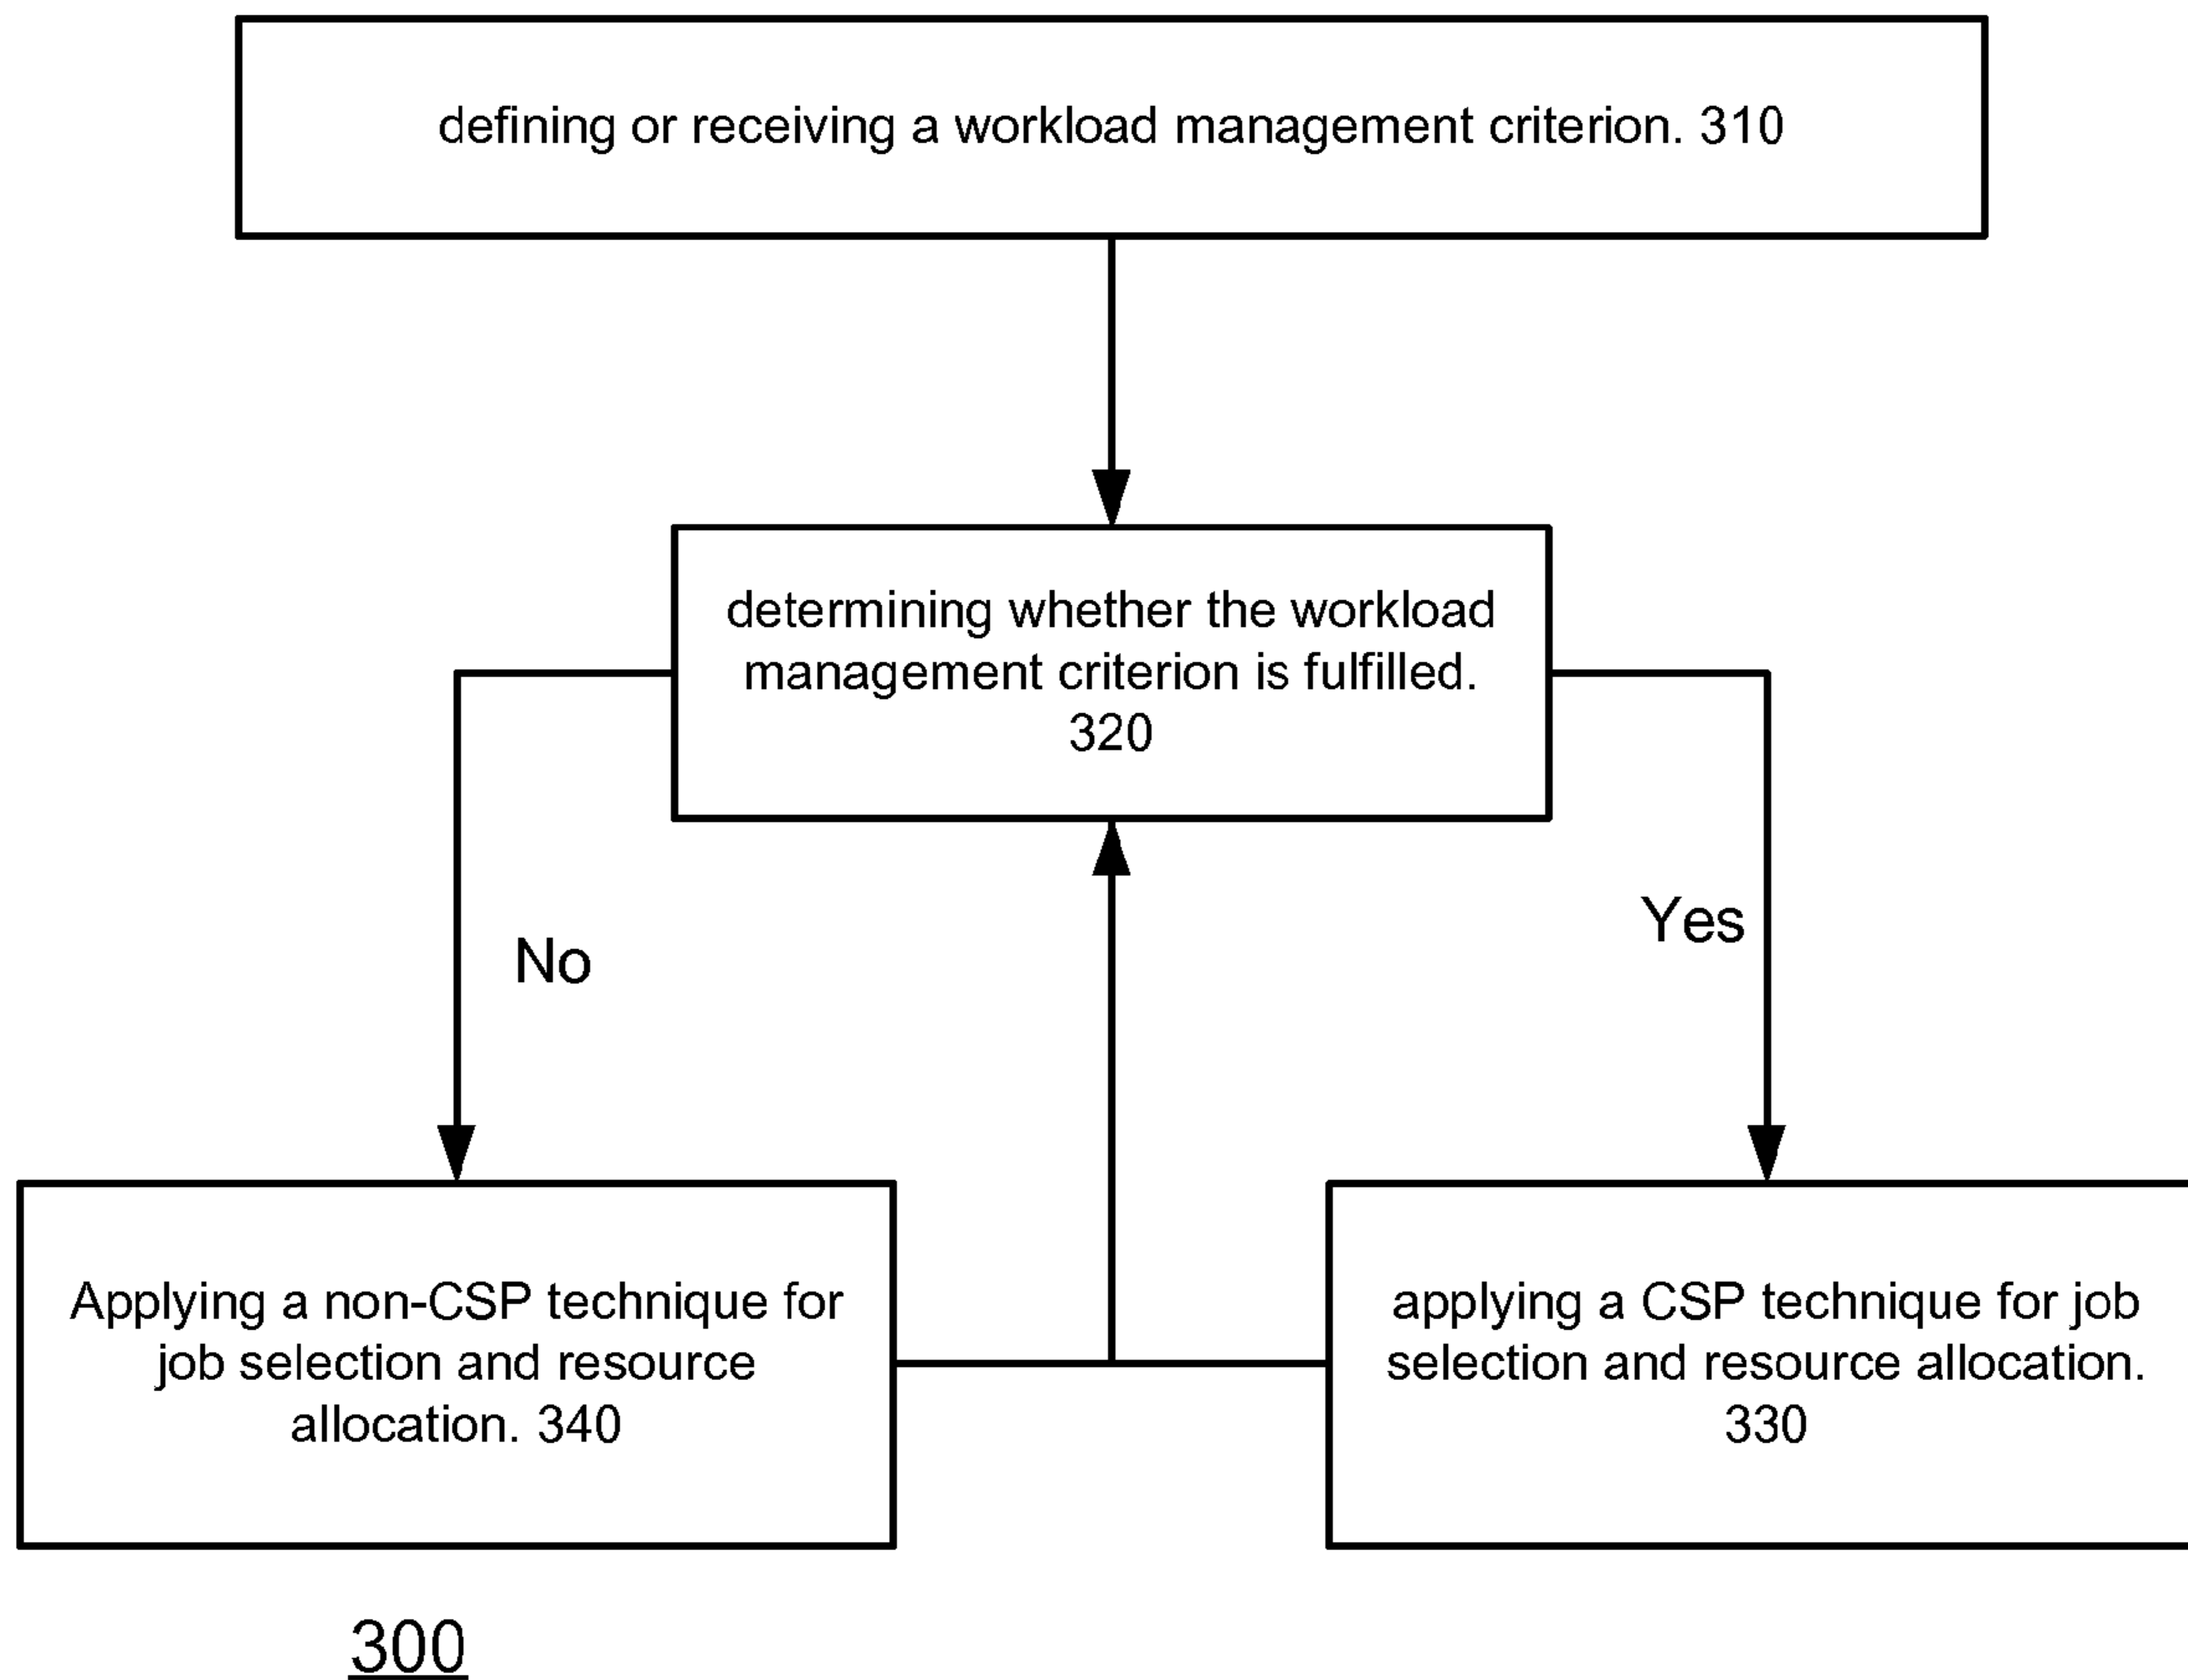 defining or receiving a workload management criterion. 310
determining whether the workload
management criterion is fulfilled.
320
No
Yes
Applying a non-CSP technique for
job selection and resource
allocation. 340
applying a CSP technique for job
selection and resource allocation.
330
300